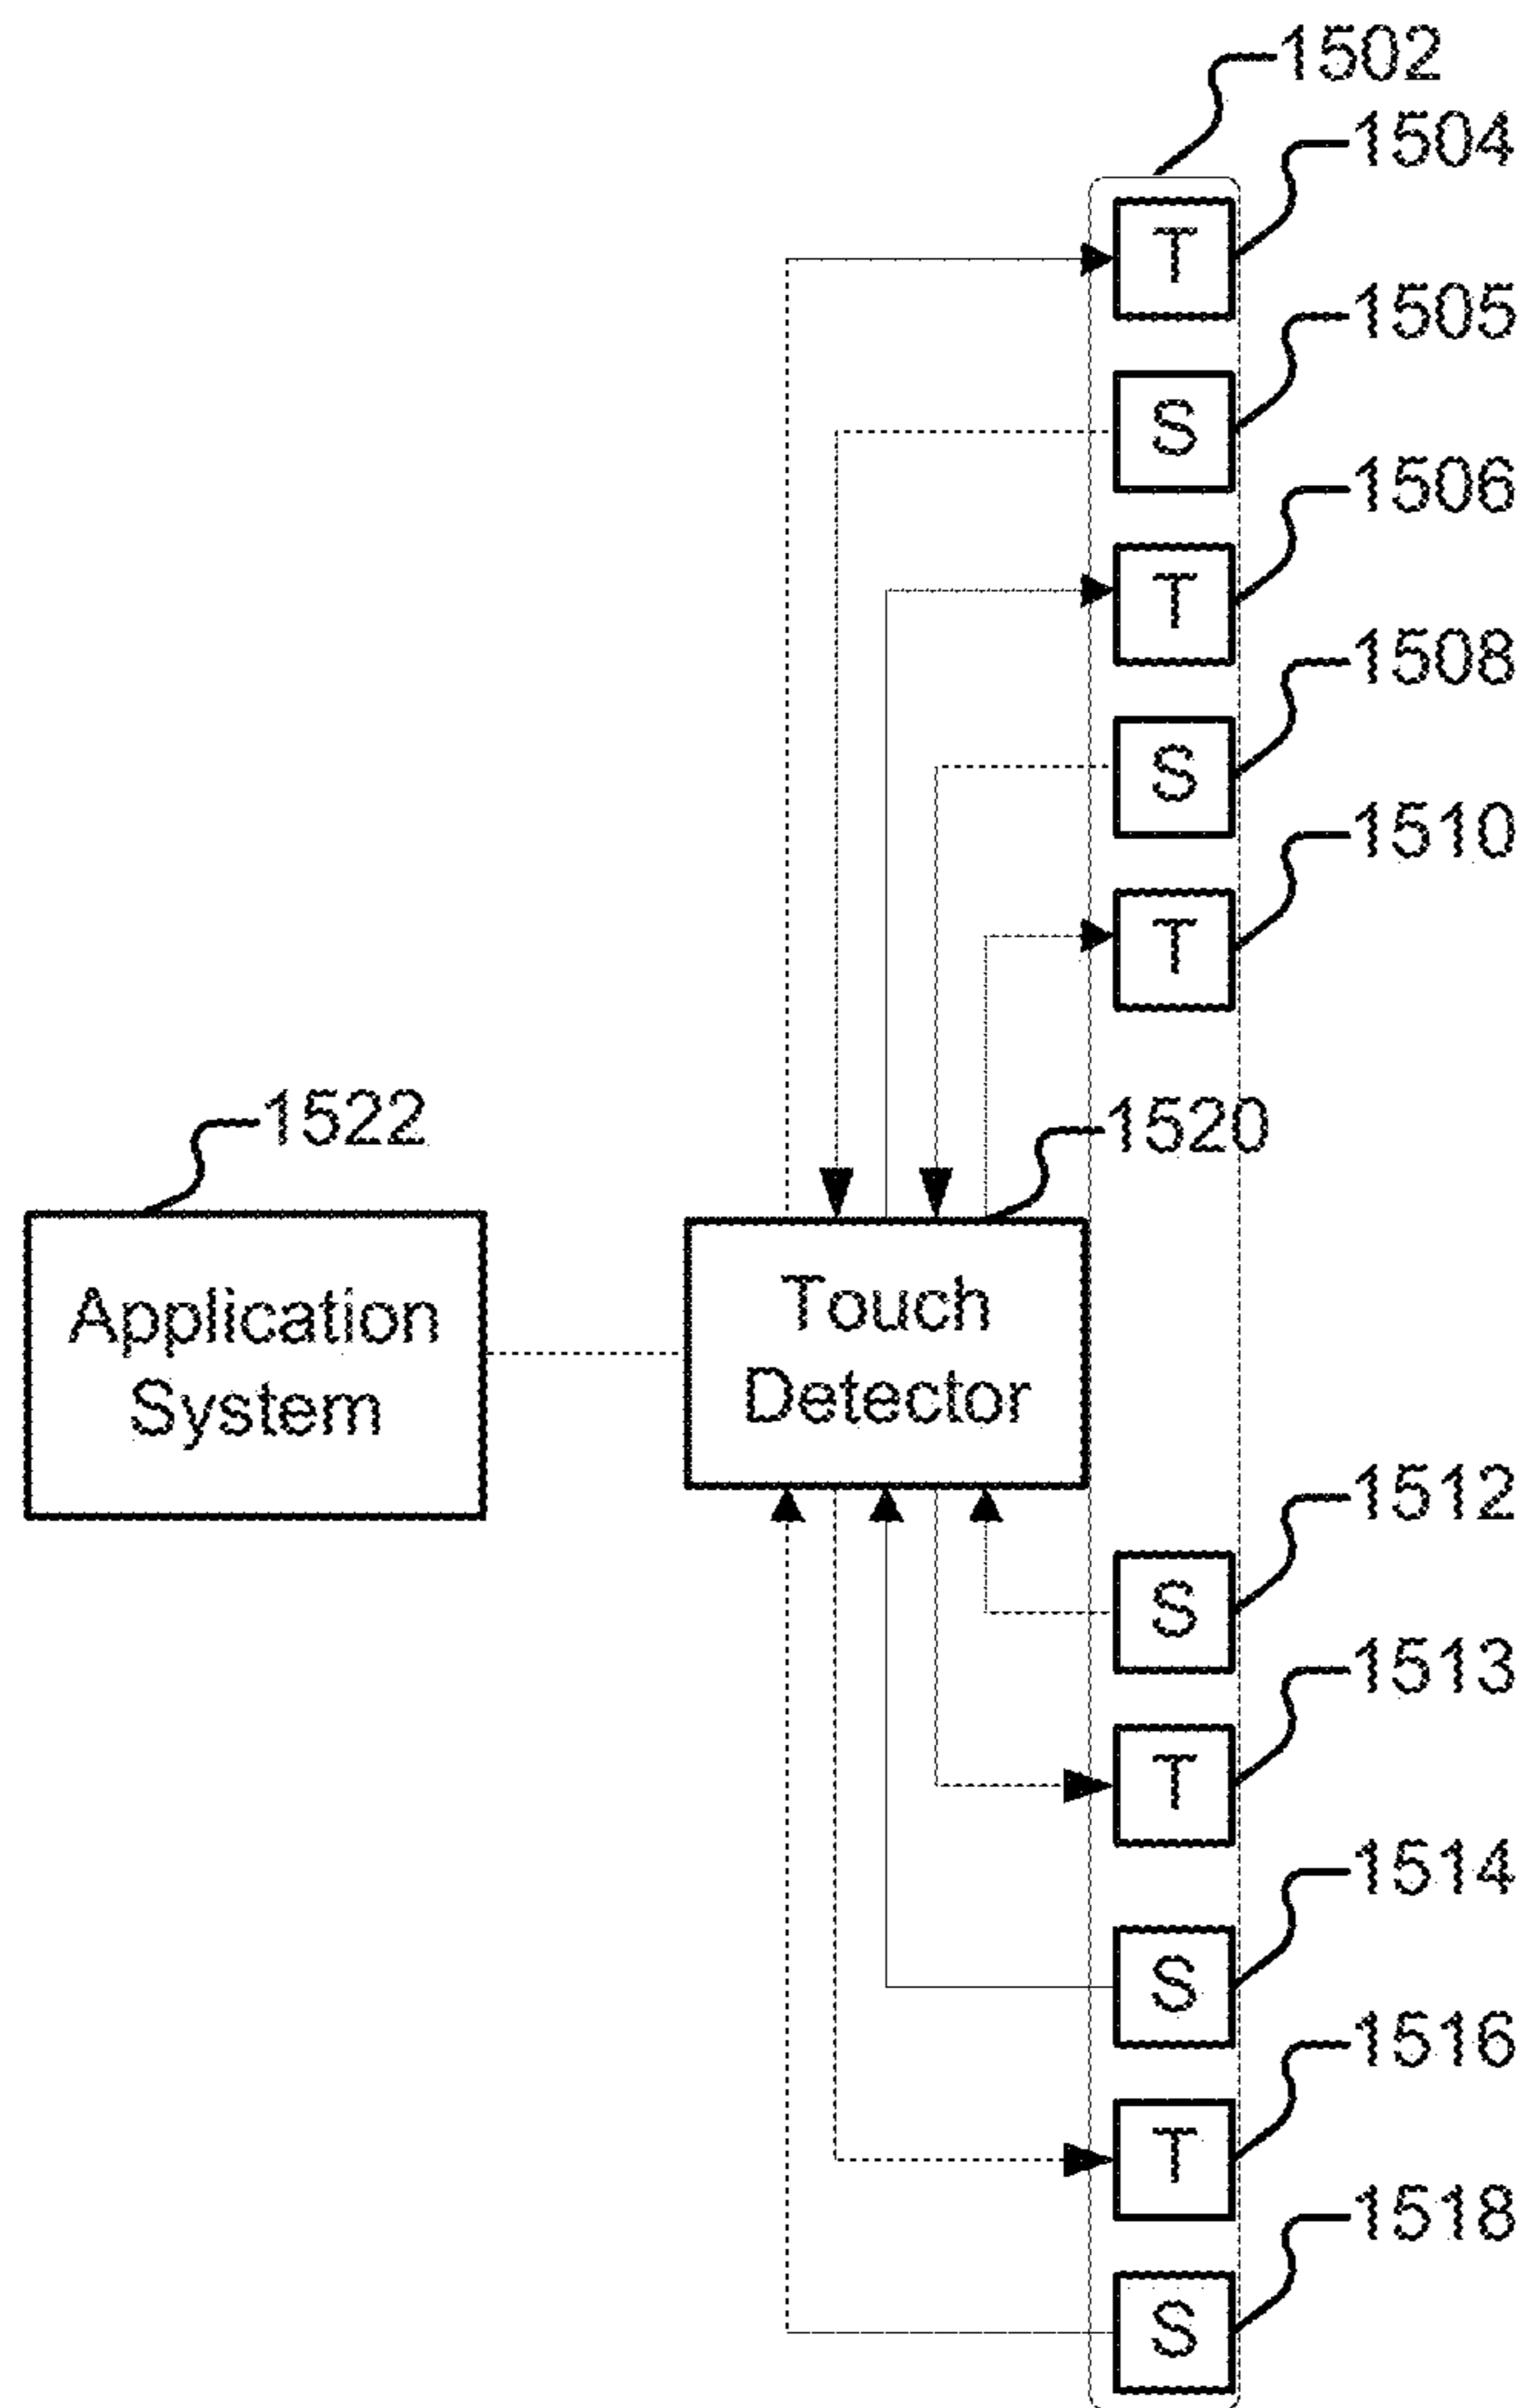 1502
1504
T
1505
S
1506
T
1508
S
1510
T
1522
1520
Application
System
Touch
Detector
1512
S
1513
T
1514
S
1516
T
1518
S